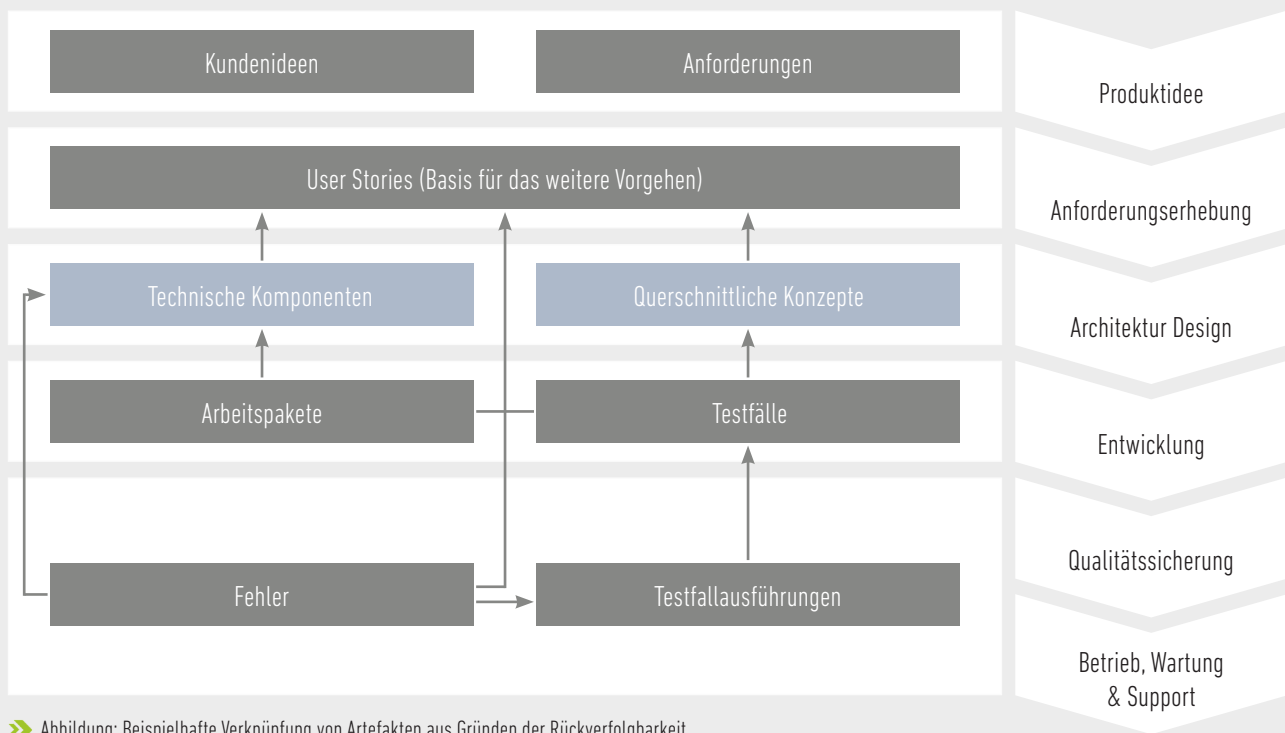 Kundenideen
Anforderungen
Produktidee
User Stories (Basis für das weitere Vorgehen)
Anforderungserhebung
Technische Komponenten
Querschnittliche Konzepte
Architektur Design
Arbeitspakete
Testfälle
Entwicklung
Qualitätssicherung
Fehler
Testfallausführungen
Betrieb, Wartung
& Support
Abbildung: Beispielhafte Verknüpfung von Artefakten aus Gründen der Rückverfolgbarkeit